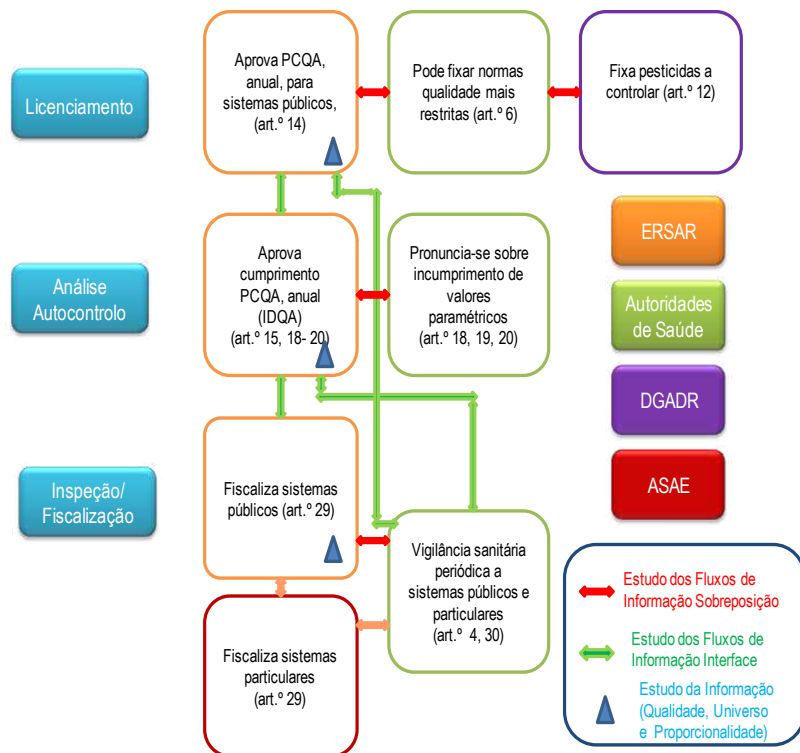 Licenciamento
Aprova PCQA,
anual, para
sistemas públicos,
(art.º 14)
Pode fixar normas
qualidade mais
restritas (art.º 6)
Fixa pesticidas a
controlar (art.º 12)
Análise
Autocontrolo
Aprova
cumprimento
PCQA, anual
(IDQA)
(art.º 15, 18- 20)
Pronuncia-se sobre
incumprimento de
valores
paramétricos
(art.º 18, 19, 20)
ERSAR
Autoridades
de Saúde
DGADR
ASAE
Inspeção/
Fiscalização
Fiscaliza sistemas
públicos (art.º 29)
Vigilância sanitária
periódica a
sistemas públicos e
particulares
(art.º 4, 30)
Fiscaliza sistemas
particulares
(art.º 29)
Estudo dos Fluxos de
Informação Sobreposição
Estudo dos Fluxos de
Informação Interface
Estudo da Informação
(Qualidade, Universo
e Proporcionalidade)